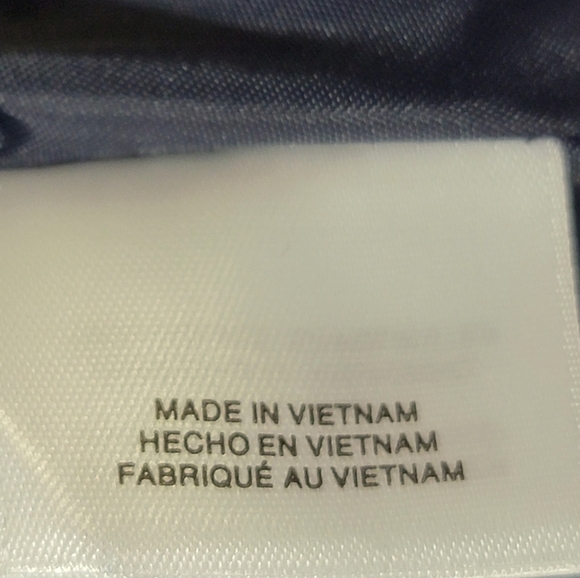 MADE IN VIETNAM
HECHO EN VIETNAM
FABRIQUÉ AU VIETNAM